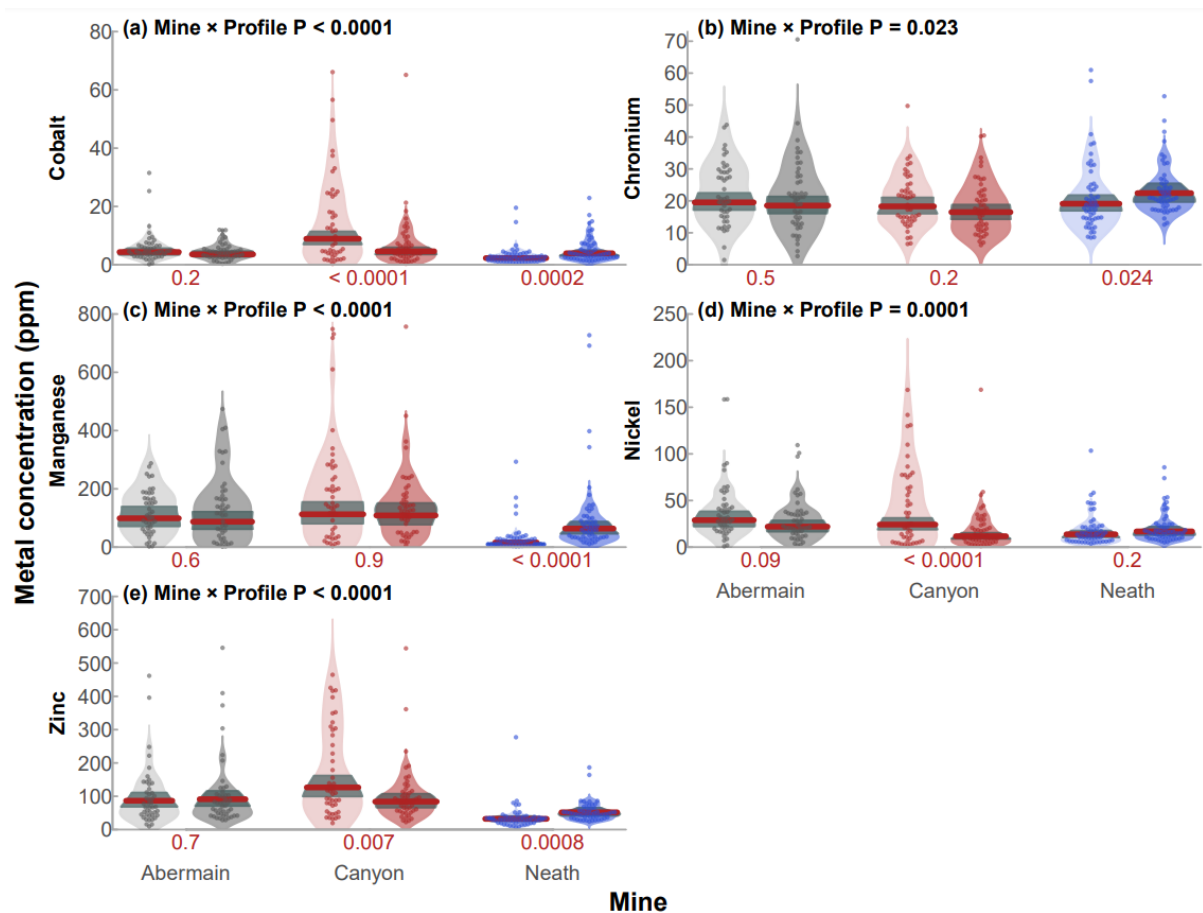 (a) Mine × Profile P < 0.0001
Cobalt
80
60
40
20
0
0.2 < 0.0001 0.0002
(b) Mine × Profile P = 0.023
Chromium
70
60
50
40
30
20
10
0
0.5 0.2 0.024
Metal concentration (ppm)
(c) Mine × Profile P < 0.0001
Manganese
800
600
400
200
0
0.6 0.9 < 0.0001
(d) Mine × Profile P = 0.0001
Nickel
250
200
150
100
50
0
0.09 < 0.0001 0.2
Abermain Canyon Neath
(e) Mine × Profile P < 0.0001
Zinc
700
600
500
400
300
200
100
0
0.7 0.007 0.0008
Abermain Canyon Neath
Mine